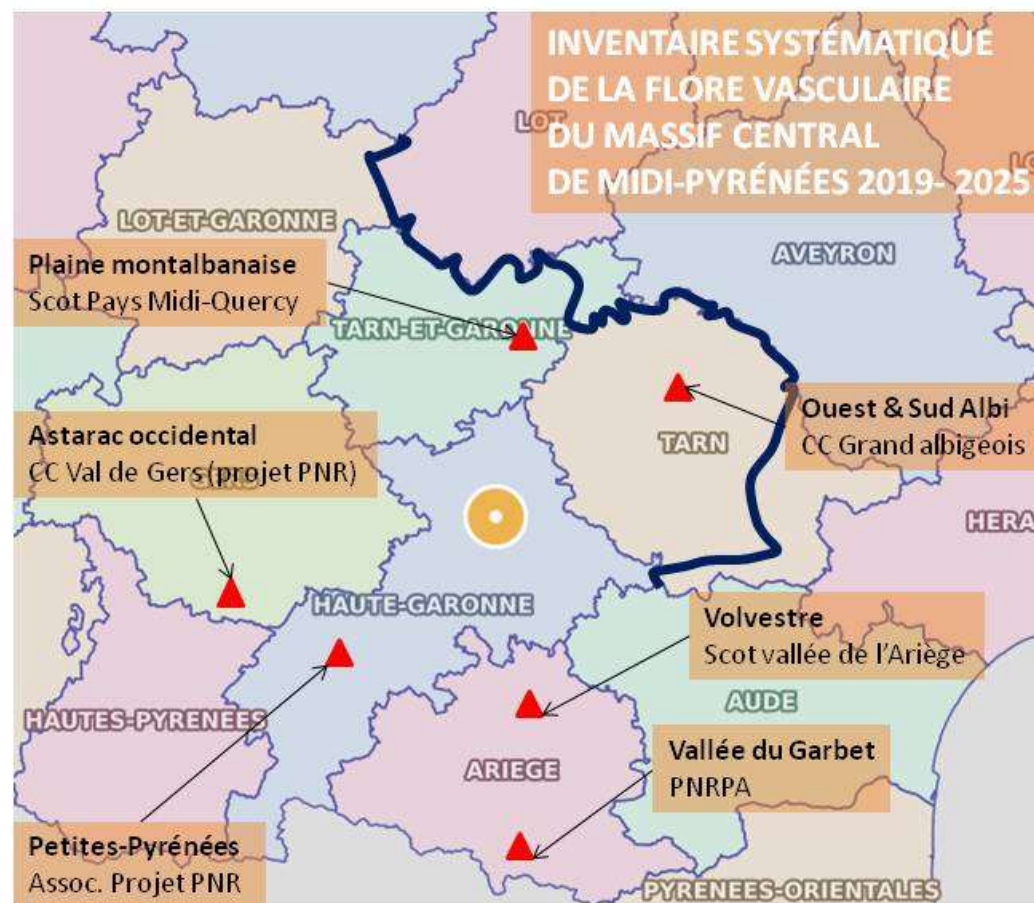 INVENTAIRE SYSTÉMATIQUE
DE LA FLORE VASCULAIRE
DU MASSIF CENTRAL
DE MIDI-PYRÉNÉES 2019- 2025
LOT
LOT-ET-GARONNE
AVEYRON
Plaine montalbanaise
Scot Pays Midi-Quercy
TARN-ET-GARONNE
Ouest & Sud Albi
CC Grand albigeois
TARN
Astarac occidental
CC Val de Gers (projet PNR)
HERA
HAUTE-GARONNE
Volvestre
Scot vallée de l'Ariège
AUDE
HAUTES-PYRENEES
ARIEGE
Vallée du Garbet
PNRPA
Petites-Pyrénées
Assoc. Projet PNR
PYRENEES-ORIENTALES